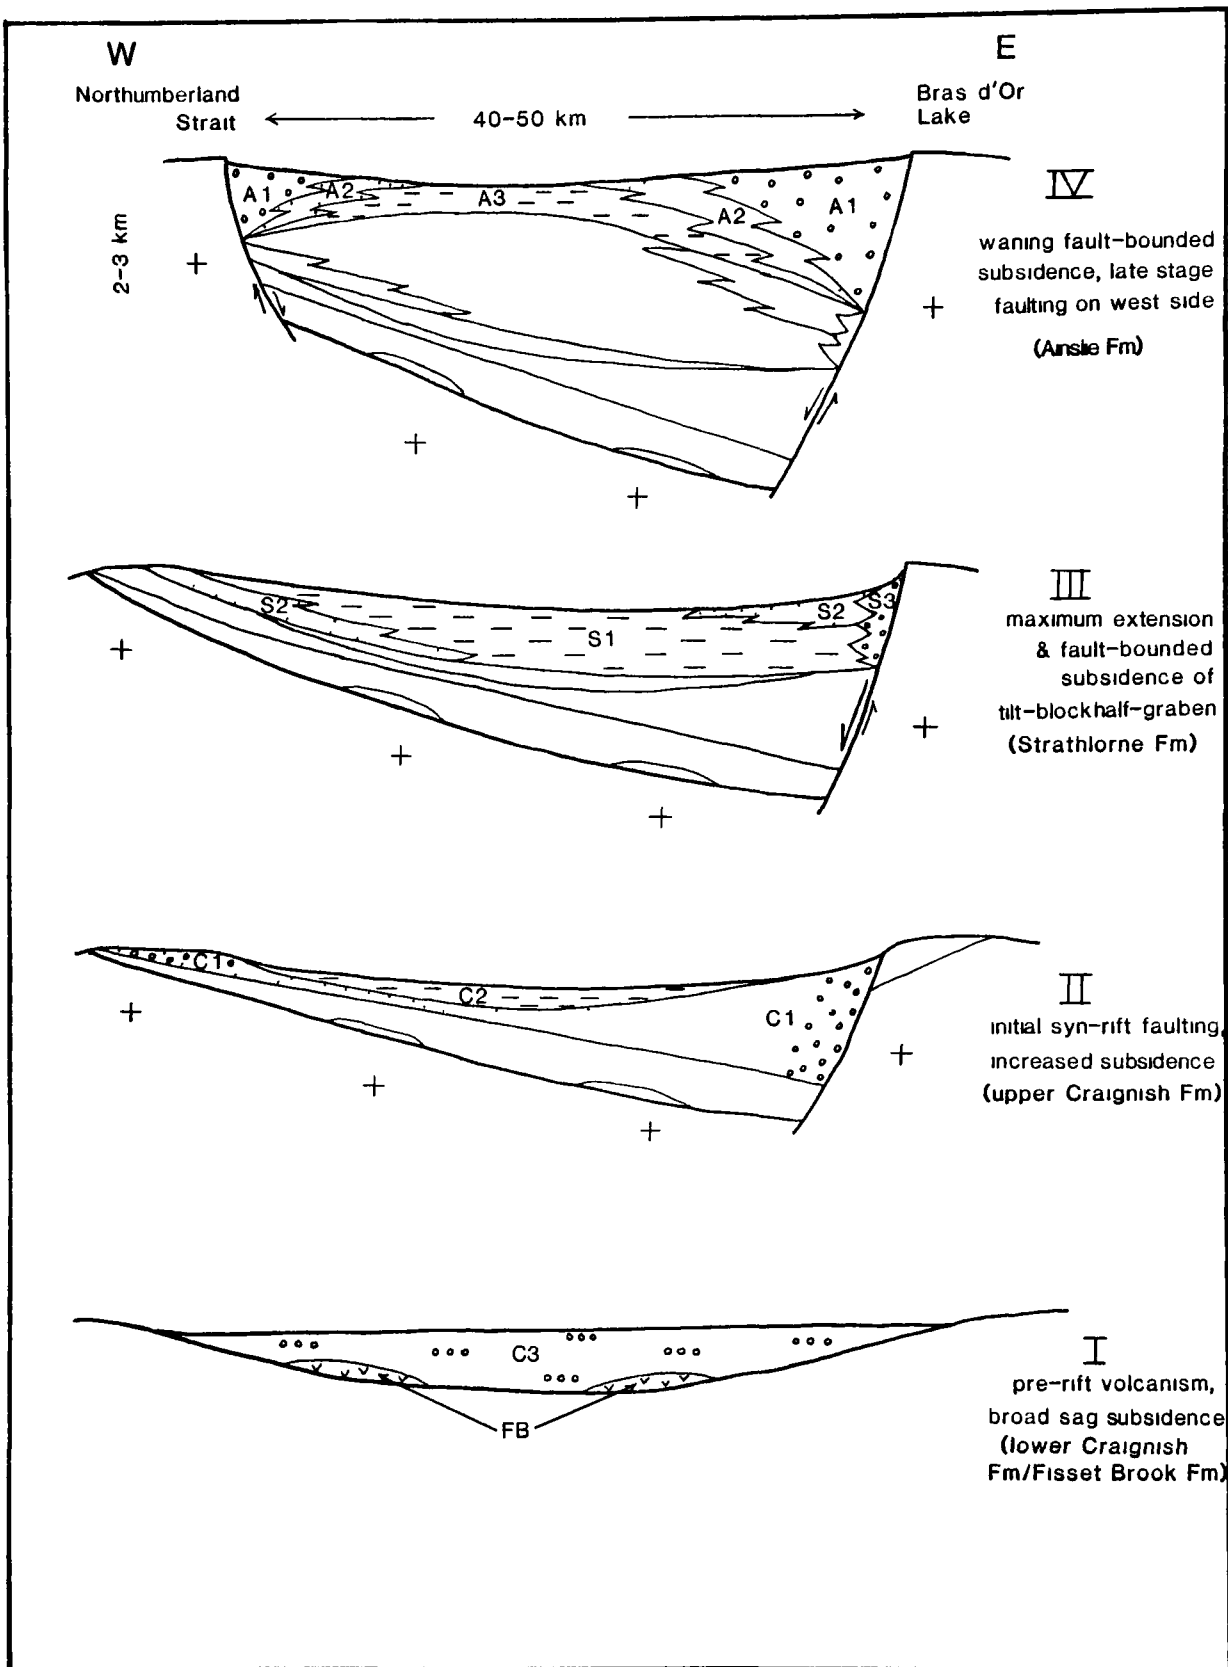 W
E
Northumberland
Strait
40-50 km
Bras d'Or
Lake
2-3 km
A1
A2
A3
A2
A1
IV
waning fault-bounded
subsidence, late stage
faulting on west side
(Ainslie Fm)
S2
S1
S2
S3
III
maximum extension
& fault-bounded
subsidence of
tilt-blockhalf-graben
(Strathlorne Fm)
C1
C2
C1
II
initial syn-rift faulting,
increased subsidence
(upper Craignish Fm)
C3
FB
I
pre-rift volcanism,
broad sag subsidence
(lower Craignish
Fm/Fisset Brook Fm)